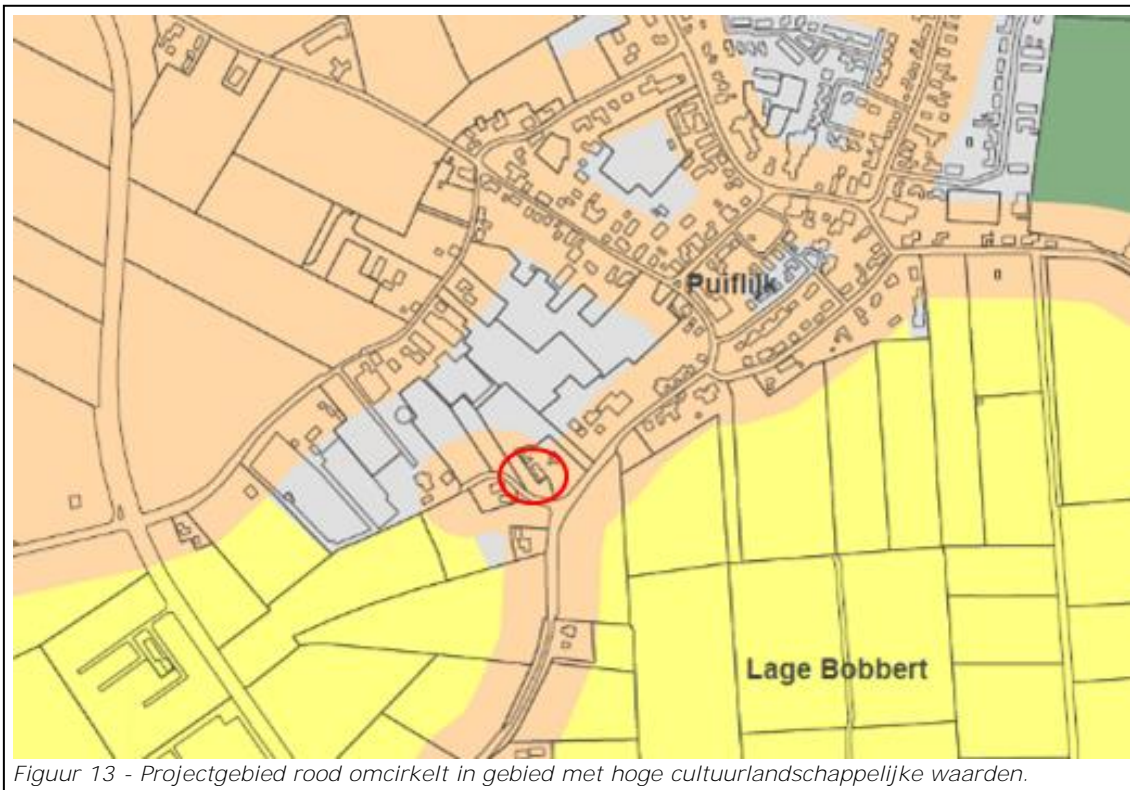 Puiflijk
Lage Bobbert
Figuur 13 - Projectgebied rood omcirkelt in gebied met hoge cultuurlandschappelijke waarden.